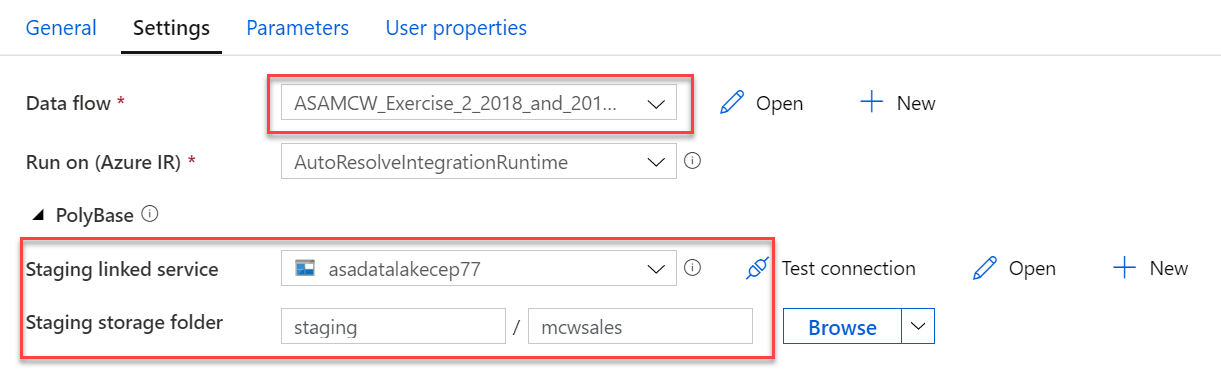 General Settings Parameters User properties
Data flow * ASAMCW_Exercise_2_2018_and_201... Open New
Run on (Azure IR) * AutoResolveIntegrationRuntime
PolyBase
Staging linked service asadatalakecep77 Test connection Open New
Staging storage folder staging / mcwsales Browse